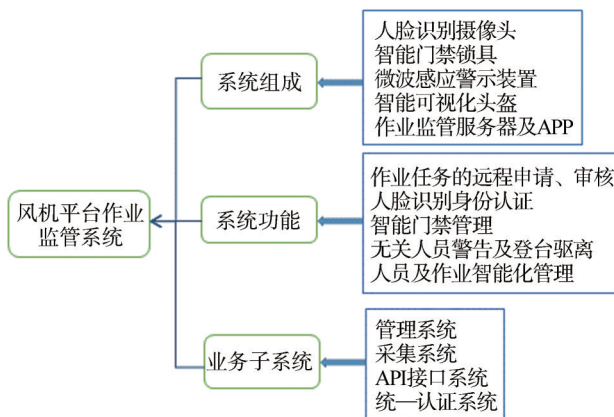 人脸识别摄像头
智能门禁锁具
微波感应警示装置
智能可视化头盔
作业监管服务器及APP
系统组成
作业任务的远程申请、审核
人脸识别身份认证
智能门禁管理
无关人员警告及登台驱离
人员及作业智能化管理
系统功能
风机平台作业
监管系统
管理系统
采集系统
API接口系统
统一认证系统
业务子系统